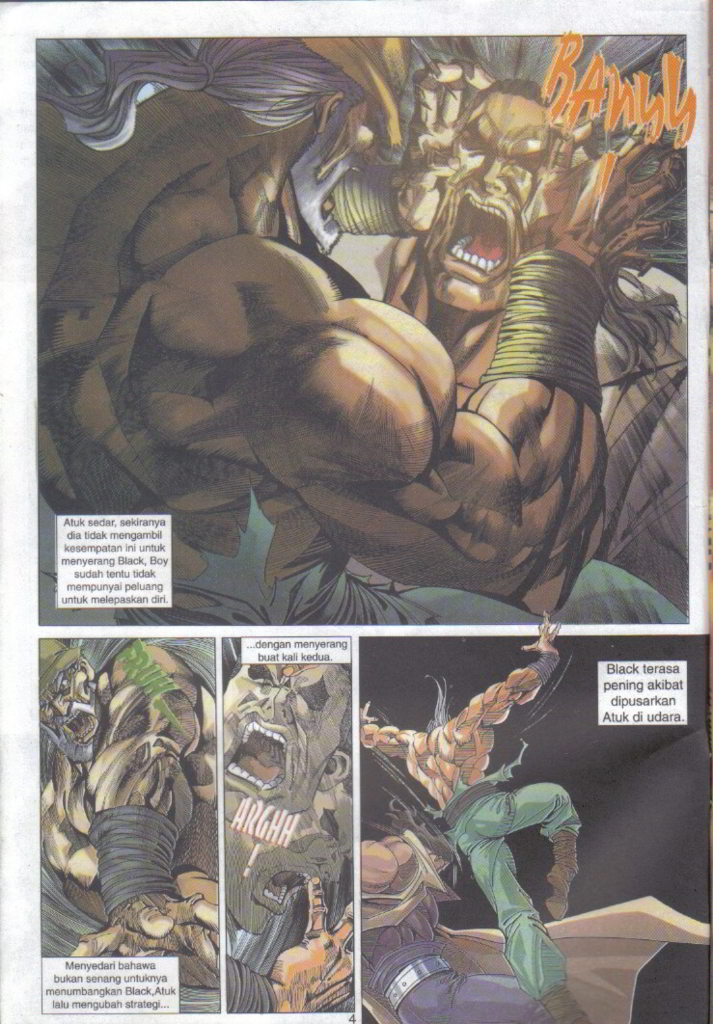 BANGG
!
Atuk sedar, sekiranya
dia tidak mengambil
kesempatan ini untuk
menyerang Black, Boy
sudah tentu tidak
mempunyai peluang
untuk melepaskan diri.
...dengan menyerang
buat kali kedua.
Black terasa
pening akibat
dipusarkan
Atuk di udara.
ARGHH
!
Menyedari bahawa
bukan senang untuknya
menumbangkan Black,Atuk
lalu mengubah strategi...
4